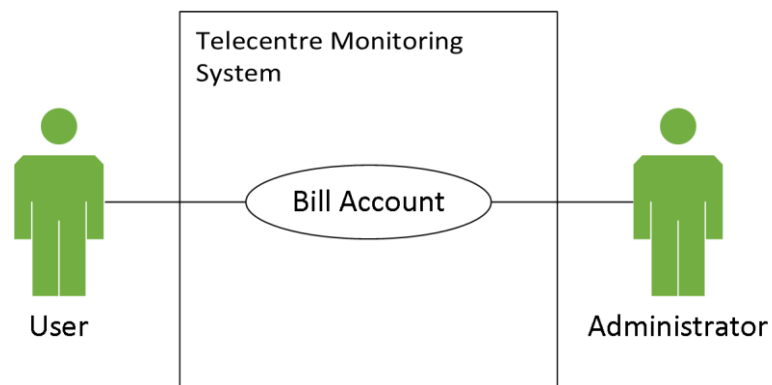 Telecentre Monitoring
System
Bill Account
User
Administrator